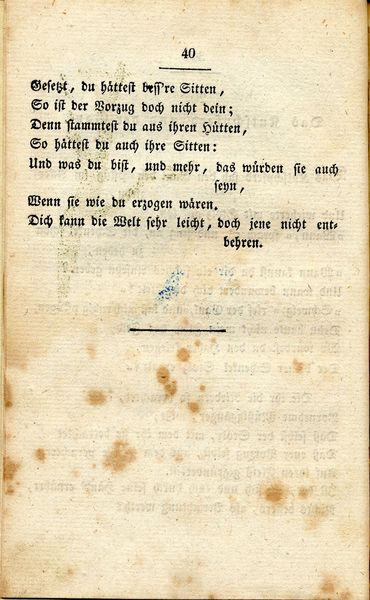 40
Gesetzt, du hättest bess're Sitten,
So ist der Vorzug doch nicht dein;
Denn stammtest du aus ihren Hütten,
So hättest du auch ihre Sitten:
Und was du bist, und mehr, das würden sie auch
seyn,
Wenn sie wie du erzogen wären.
Dich kann die Welt sehr leicht, doch jene nicht ent-
behren.